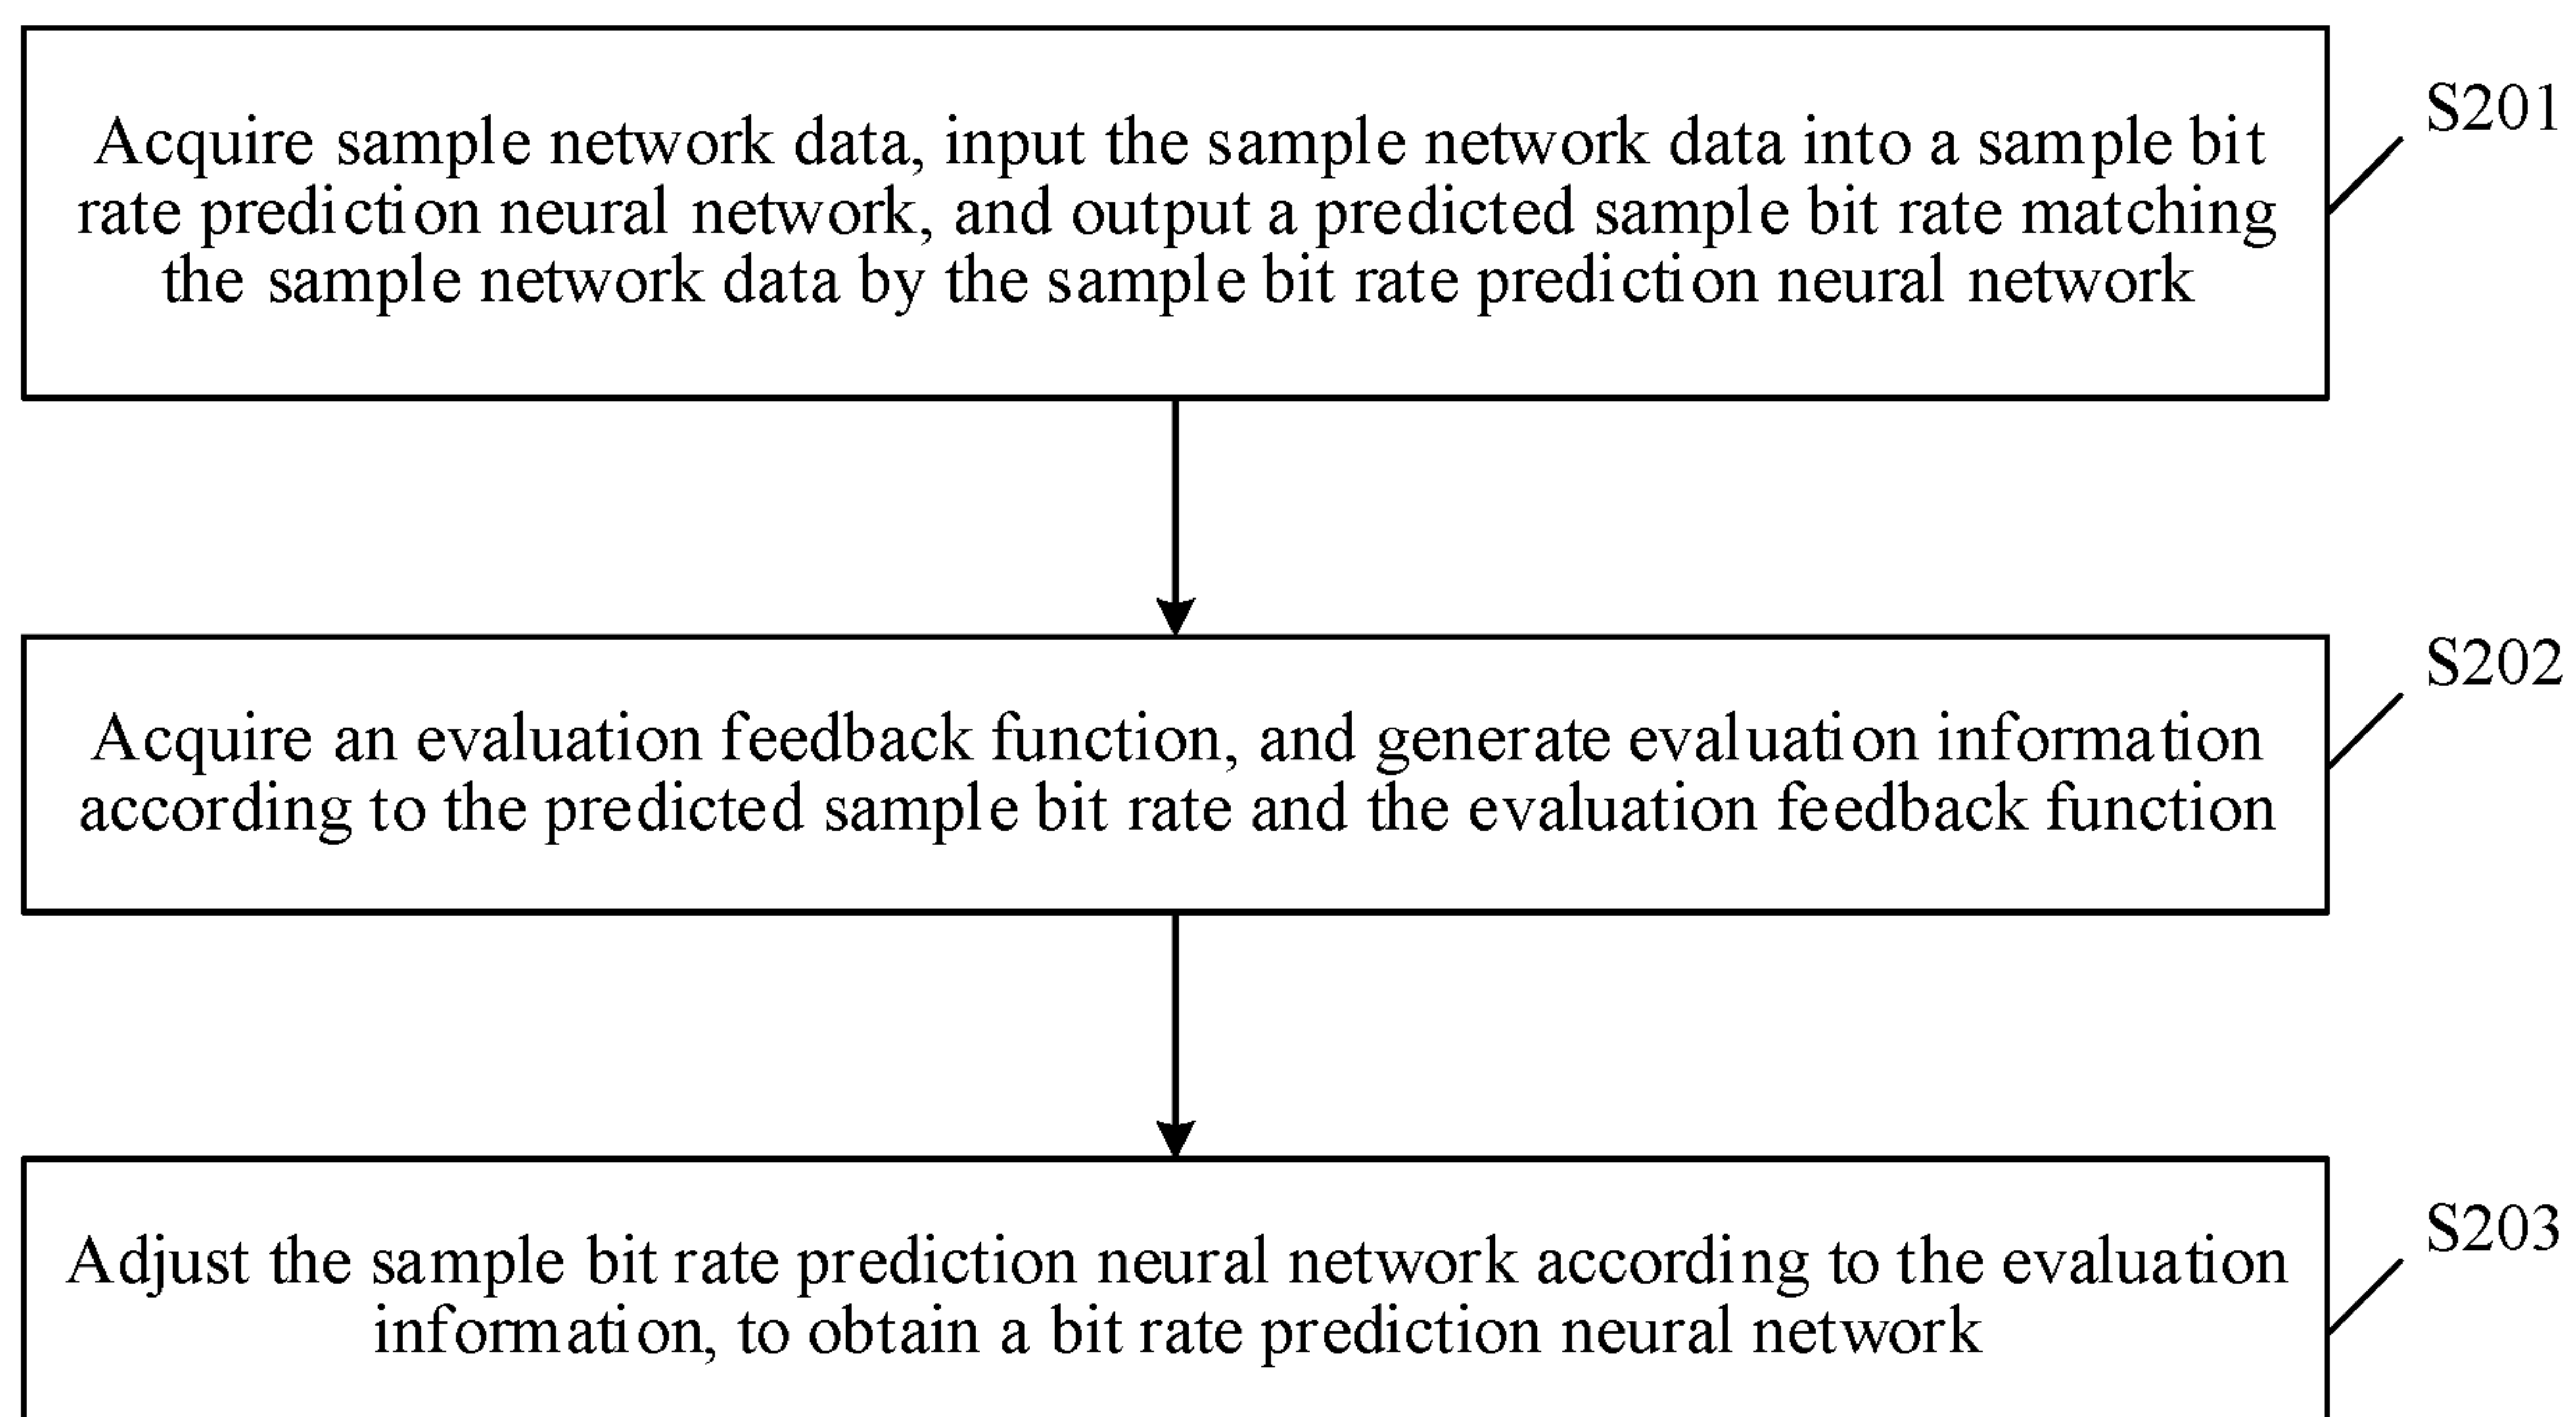 Acquire sample network data, input the sample network data into a sample bit
rate prediction neural network, and output a predicted sample bit rate matching
the sample network data by the sample bit rate prediction neural network
S201
Acquire an evaluation feedback function, and generate evaluation information
according to the predicted sample bit rate and the evaluation feedback function
S202
Adjust the sample bit rate prediction neural network according to the evaluation
information, to obtain a bit rate prediction neural network
S203